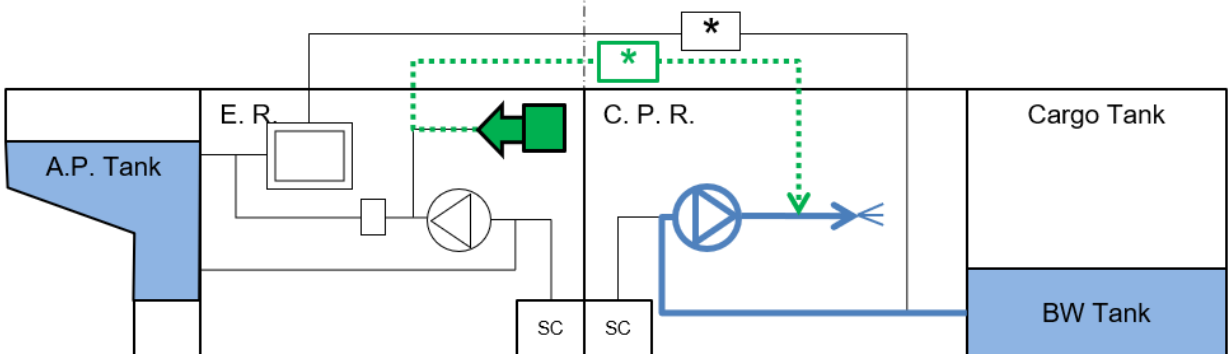 *
*
E. R.
C. P. R.
Cargo Tank
A.P. Tank
BW Tank
SC
SC